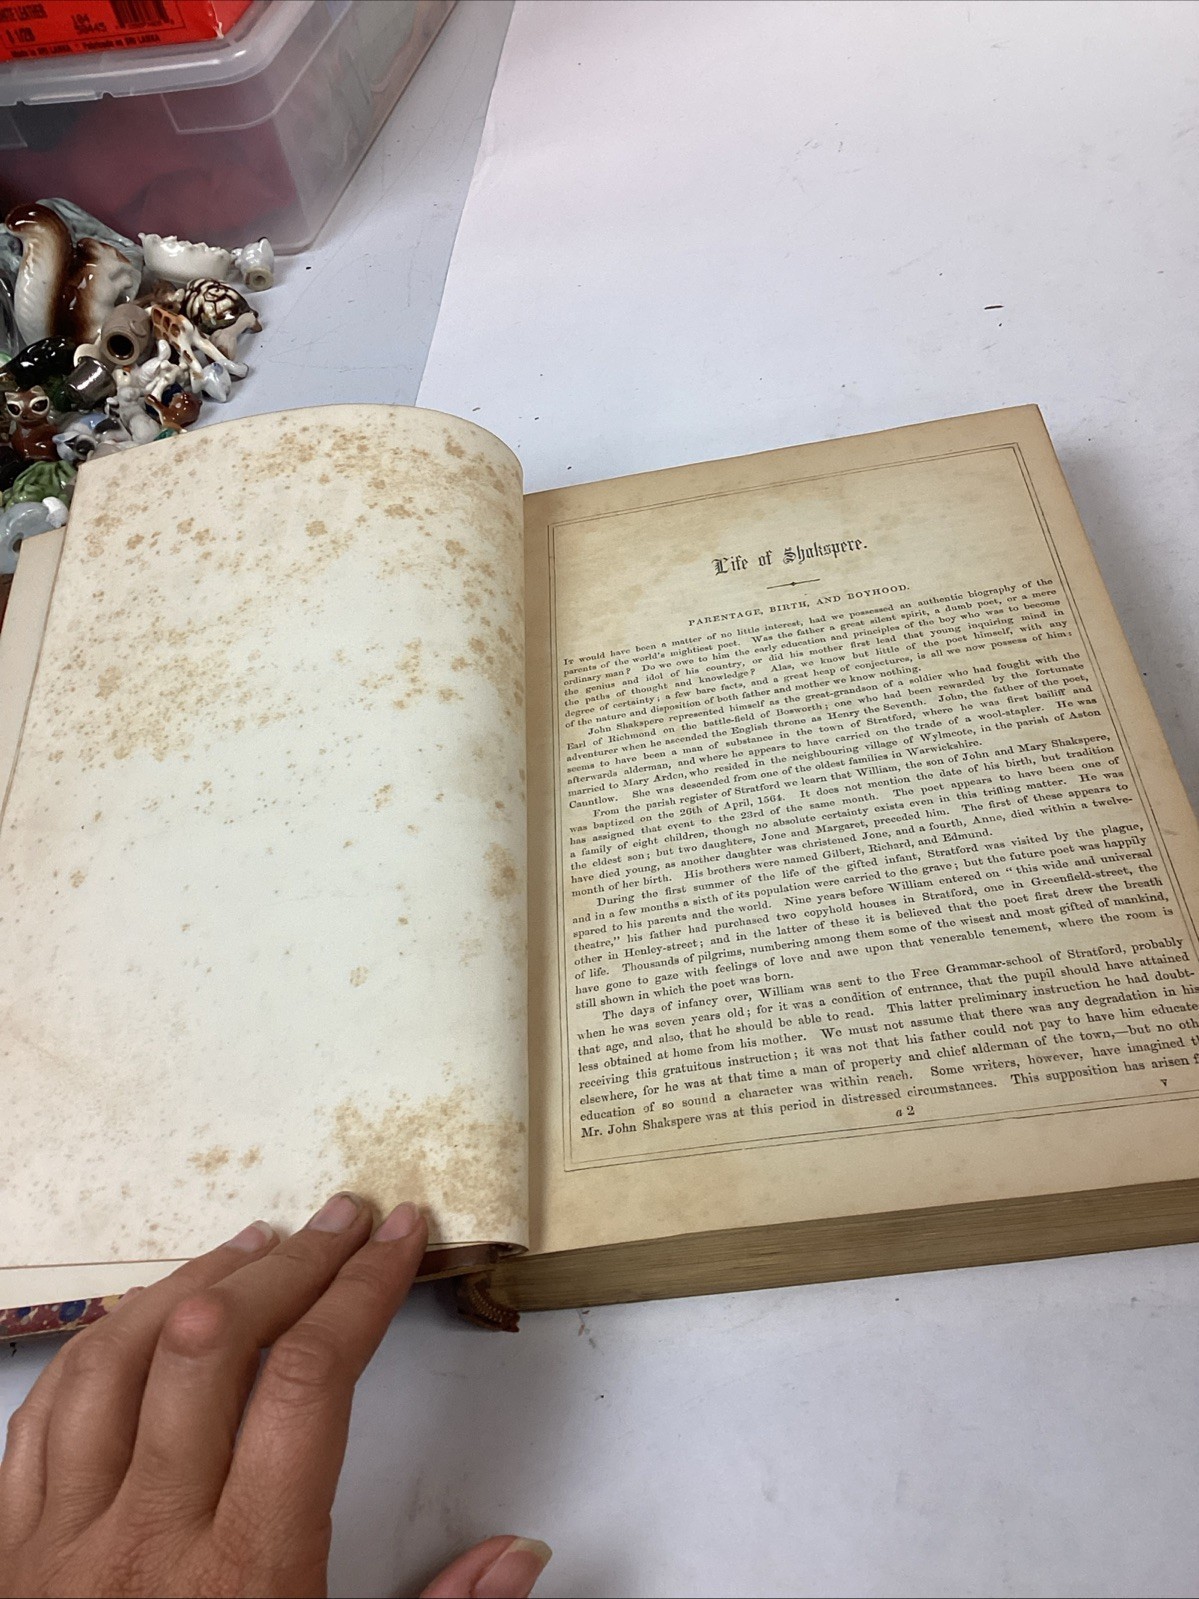 Made in SRI LANKA · Fabriqué en SRI LANKA
Life of Shakspere.
PARENTAGE, BIRTH, AND BOYHOOD.
It would have been a matter of no little interest, had we possessed an authentic biography of the
parents of the world's mightiest poet. Was the father a great silent spirit, a dumb poet, or a mere
ordinary man? Do we owe to him the early education and principles of the boy who was to become
the genius and idol of his country, or did his mother first lead that young inquiring mind in
the paths of thought and knowledge? Alas, we know but little of the poet himself, with any
degree of certainty; a few bare facts, and a great heap of conjectures, is all we now possess of him:
of the nature and disposition of both father and mother we know nothing.
John Shakspere represented himself as the great-grandson of a soldier who had fought with the
Earl of Richmond on the battle-field of Bosworth; one who had been rewarded by the fortunate
adventurer when he ascended the English throne as Henry the Seventh. John, the father of the poet,
seems to have been a man of substance in the town of Stratford, where he was first bailiff and
afterwards alderman, and where he appears to have carried on the trade of a wool-stapler. He was
married to Mary Arden, who resided in the neighbouring village of Wylmcote, in the parish of Aston
Cauntlow. She was descended from one of the oldest families in Warwickshire.
From the parish register of Stratford we learn that William, the son of John and Mary Shakspere,
was baptized on the 26th of April, 1564. It does not mention the date of his birth, but tradition
has assigned that event to the 23rd of the same month. The poet appears to have been one of
a family of eight children, though no absolute certainty exists even in this trifling matter. He was
the eldest son; but two daughters, Jone and Margaret, preceded him. The first of these appears to
have died young, as another daughter was christened Jone, and a fourth, Anne, died within a twelve-
month of her birth. His brothers were named Gilbert, Richard, and Edmund.
During the first summer of the life of the gifted infant, Stratford was visited by the plague,
and in a few months a sixth of its population were carried to the grave; but the future poet was happily
spared to his parents and the world. Nine years before William entered on "this wide and universal
theatre," his father had purchased two copyhold houses in Stratford, one in Greenfield-street, the
other in Henley-street; and in the latter of these it is believed that the poet first drew the breath
of life. Thousands of pilgrims, numbering among them some of the wisest and most gifted of mankind,
have gone to gaze with feelings of love and awe upon that venerable tenement, where the room is
still shown in which the poet was born.
The days of infancy over, William was sent to the Free Grammar-school of Stratford, probably
when he was seven years old; for it was a condition of entrance, that the pupil should have attained
that age, and also, that he should be able to read. This latter preliminary instruction he had doubt-
less obtained at home from his mother. We must not assume that there was any degradation in his
receiving this gratuitous instruction; it was not that his father could not pay to have him educate
elsewhere, for he was at that time a man of property and chief alderman of the town,—but no oth
education of so sound a character was within reach. Some writers, however, have imagined t
Mr. John Shakspere was at this period in distressed circumstances. This supposition has arisen f
a 2
v